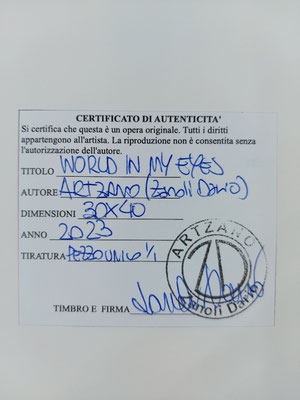 CERTIFICATO DI AUTENTICITA'
Si certifica che questa è un opera originale. Tutti i diritti
appartengono all'artista. La riproduzione non è consentita senza
l'autorizzazione dell'autore.
TITOLO WORLD IN MY EYES
AUTORE ARTZANO (Zanoli Dario)
DIMENSIONI 30X40
ANNO 2023
TIRATURA PEZZO UNICO 1/1
ARTZANO
Zanoli Dario
TIMBRO E FIRMA